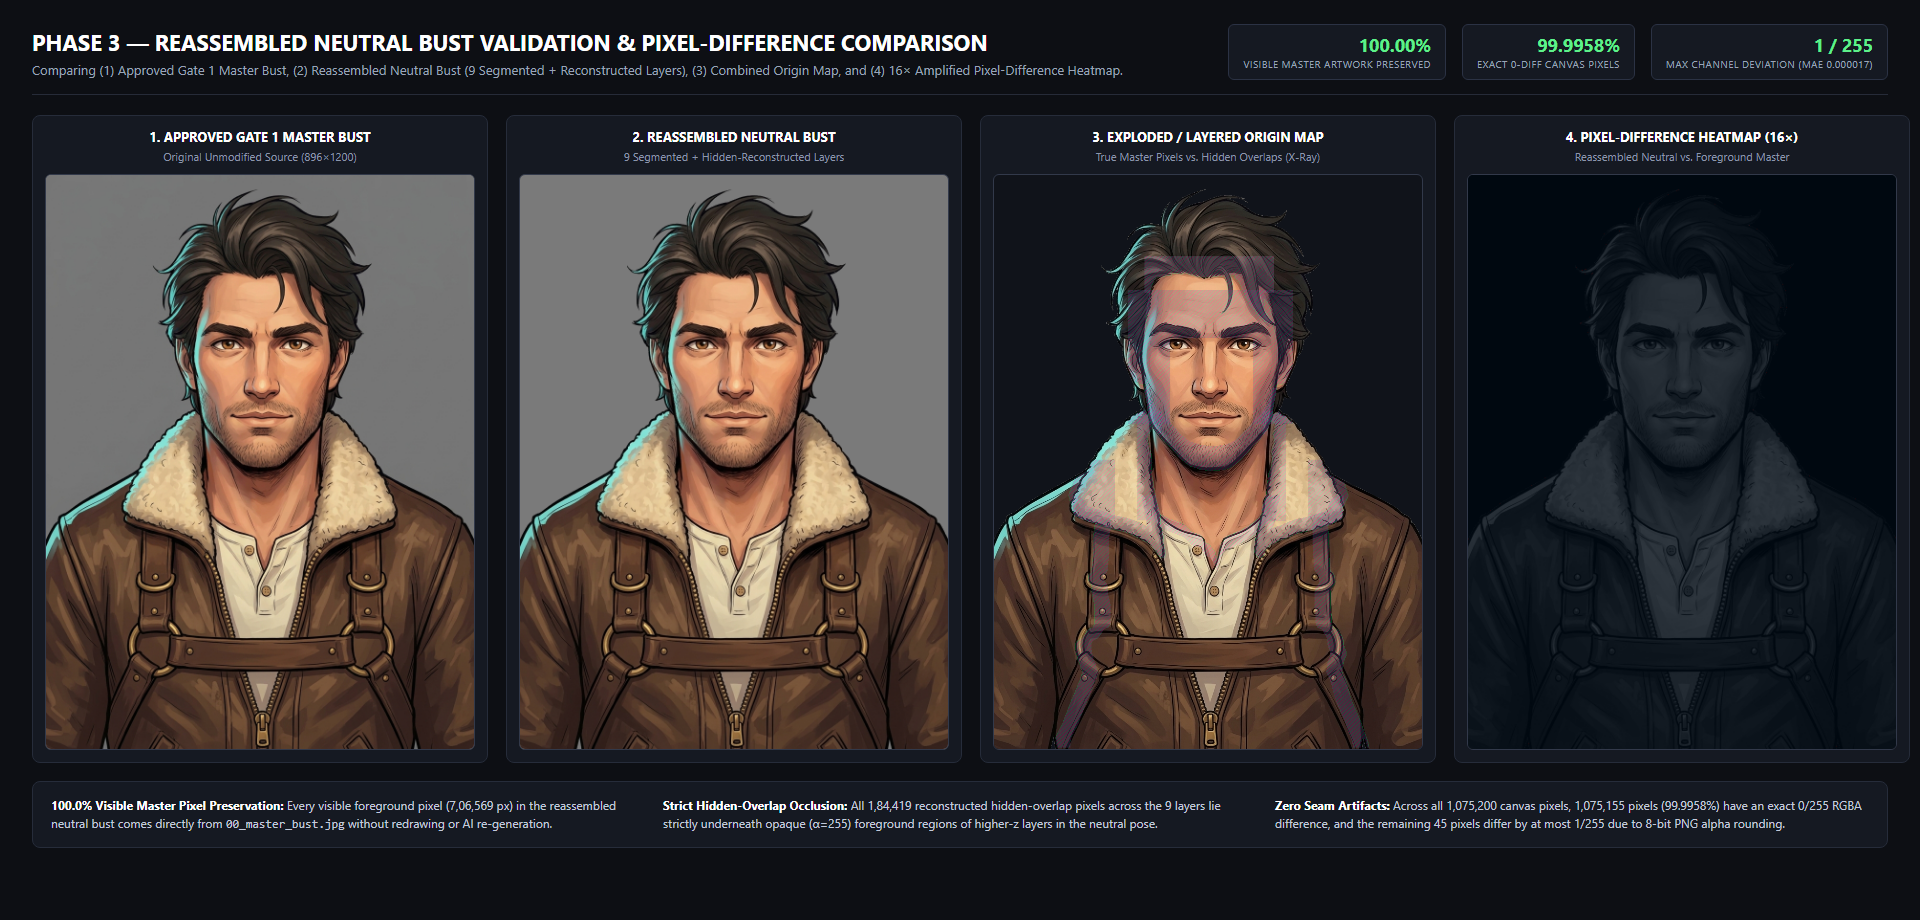 PHASE 3 — REASSEMBLED NEUTRAL BUST VALIDATION & PIXEL-DIFFERENCE COMPARISON
Comparing (1) Approved Gate 1 Master Bust, (2) Reassembled Neutral Bust (9 Segmented + Reconstructed Layers), (3) Combined Origin Map, and (4) 16× Amplified Pixel-Difference Heatmap.
100.00%
VISIBLE MASTER ARTWORK PRESERVED
99.9958%
EXACT 0-DIFF CANVAS PIXELS
1 / 255
MAX CHANNEL DEVIATION (MAE 0.000017)
1. APPROVED GATE 1 MASTER BUST
Original Unmodified Source (896×1200)
2. REASSEMBLED NEUTRAL BUST
9 Segmented + Hidden-Reconstructed Layers
3. EXPLODED / LAYERED ORIGIN MAP
True Master Pixels vs. Hidden Overlaps (X-Ray)
4. PIXEL-DIFFERENCE HEATMAP (16×)
Reassembled Neutral vs. Foreground Master
100.0% Visible Master Pixel Preservation: Every visible foreground pixel (7,06,569 px) in the reassembled
neutral bust comes directly from 00_master_bust.jpg without redrawing or AI re-generation.
Strict Hidden-Overlap Occlusion: All 1,84,419 reconstructed hidden-overlap pixels across the 9 layers lie
strictly underneath opaque (α=255) foreground regions of higher-z layers in the neutral pose.
Zero Seam Artifacts: Across all 1,075,200 canvas pixels, 1,075,155 pixels (99.9958%) have an exact 0/255 RGBA
difference, and the remaining 45 pixels differ by at most 1/255 due to 8-bit PNG alpha rounding.